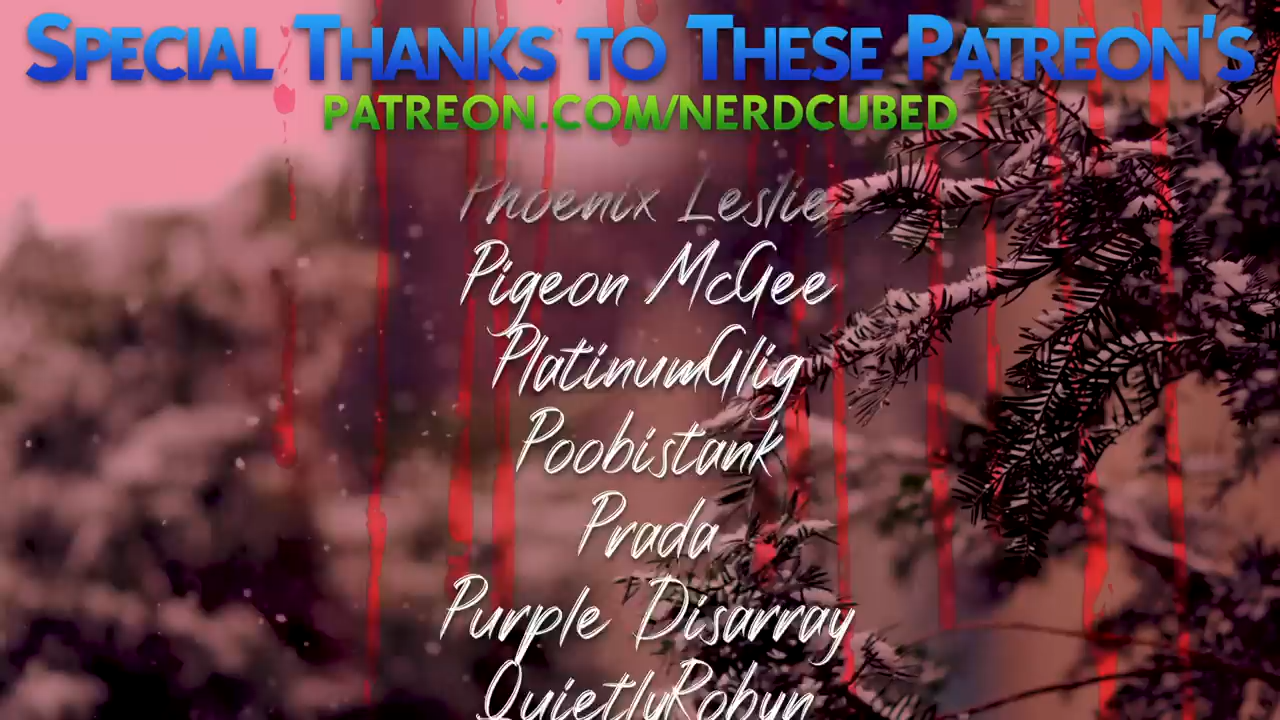 Special Thanks to These Patreon's
PATREON.COM/NERDCUBED
Phoenix Leslie
Pigeon McGee
PlatinumGlig
Poobistank
Prada
Purple Disarray
QuietlyRobyn